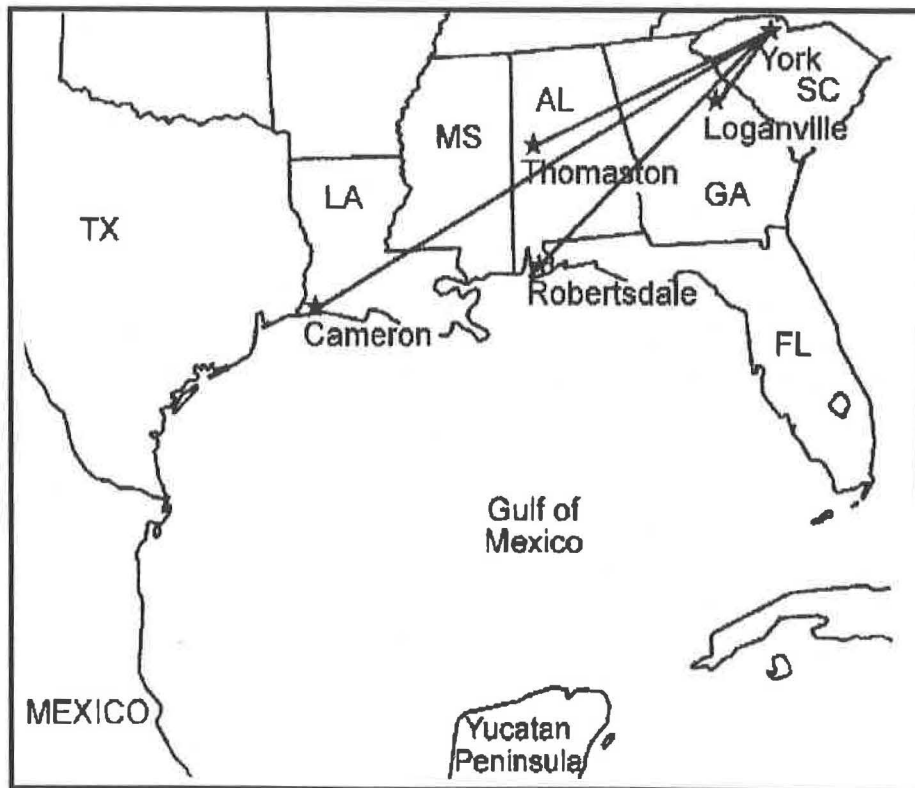 York
SC
AL
Loganville
MS
Thomaston
LA
GA
TX
Robertsdale
Cameron
FL
Gulf of
Mexico
MEXICO
Yucatan
Peninsula